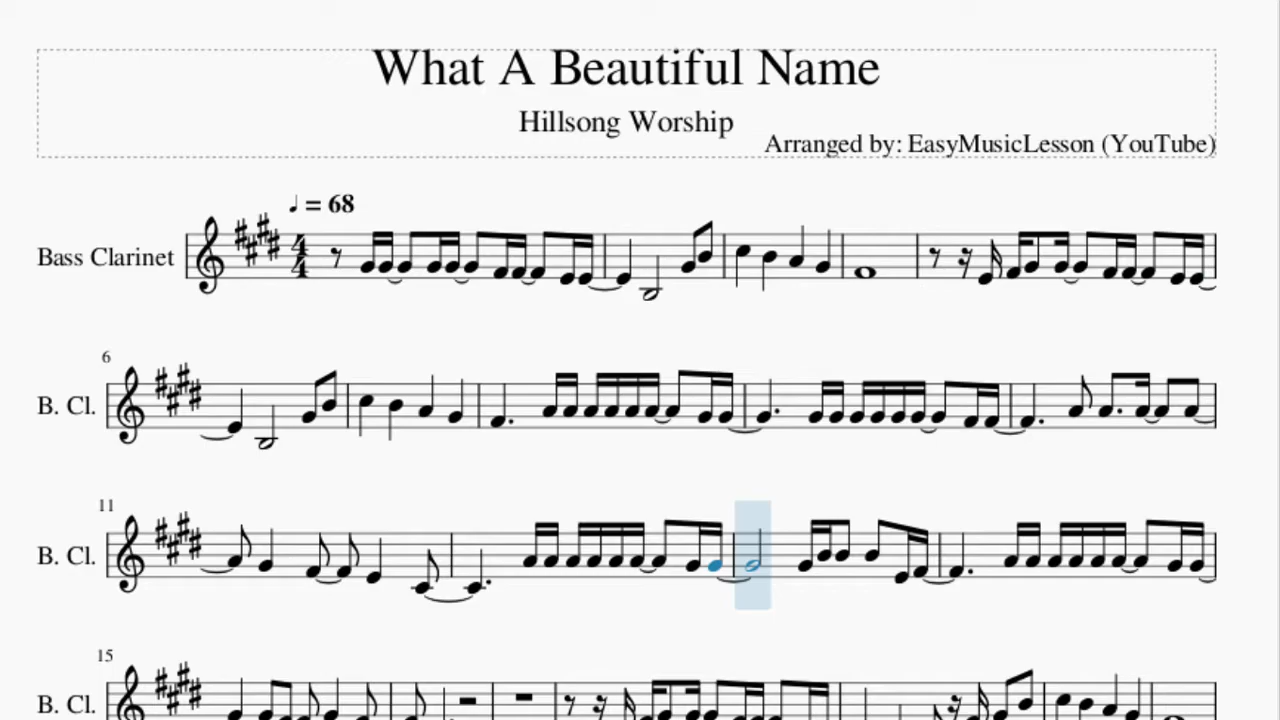 What A Beautiful Name
Hillsong Worship
Arranged by: EasyMusicLesson (YouTube)
♩ = 68
Bass Clarinet
4
4
6
B. Cl.
11
B. Cl.
15
B. Cl.